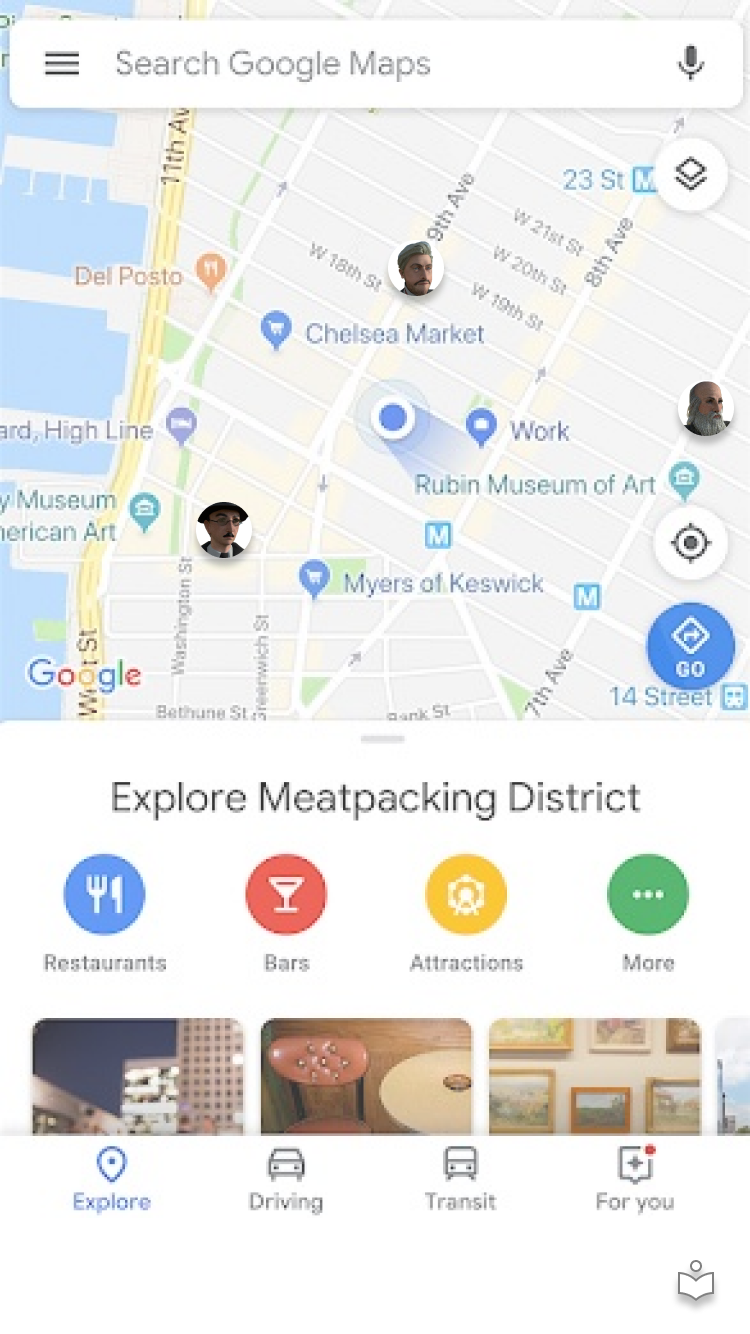 Search Google Maps
11th Av
23 St M
9th Ave
W 21st St
8th Ave
W 20th St
W 18th St
Del Posto
W 19th St
Chelsea Market
ard, High Line
Work
Rubin Museum of Art
y Museum
nerican Art
M
Myers of Keswick
M
Washington St
Greenwich St
Google
GO
7th Ave
14 Street
Bethune St
Bank St
Explore Meatpacking District
Restaurants
Bars
Attractions
More
Explore
Driving
Transit
For you